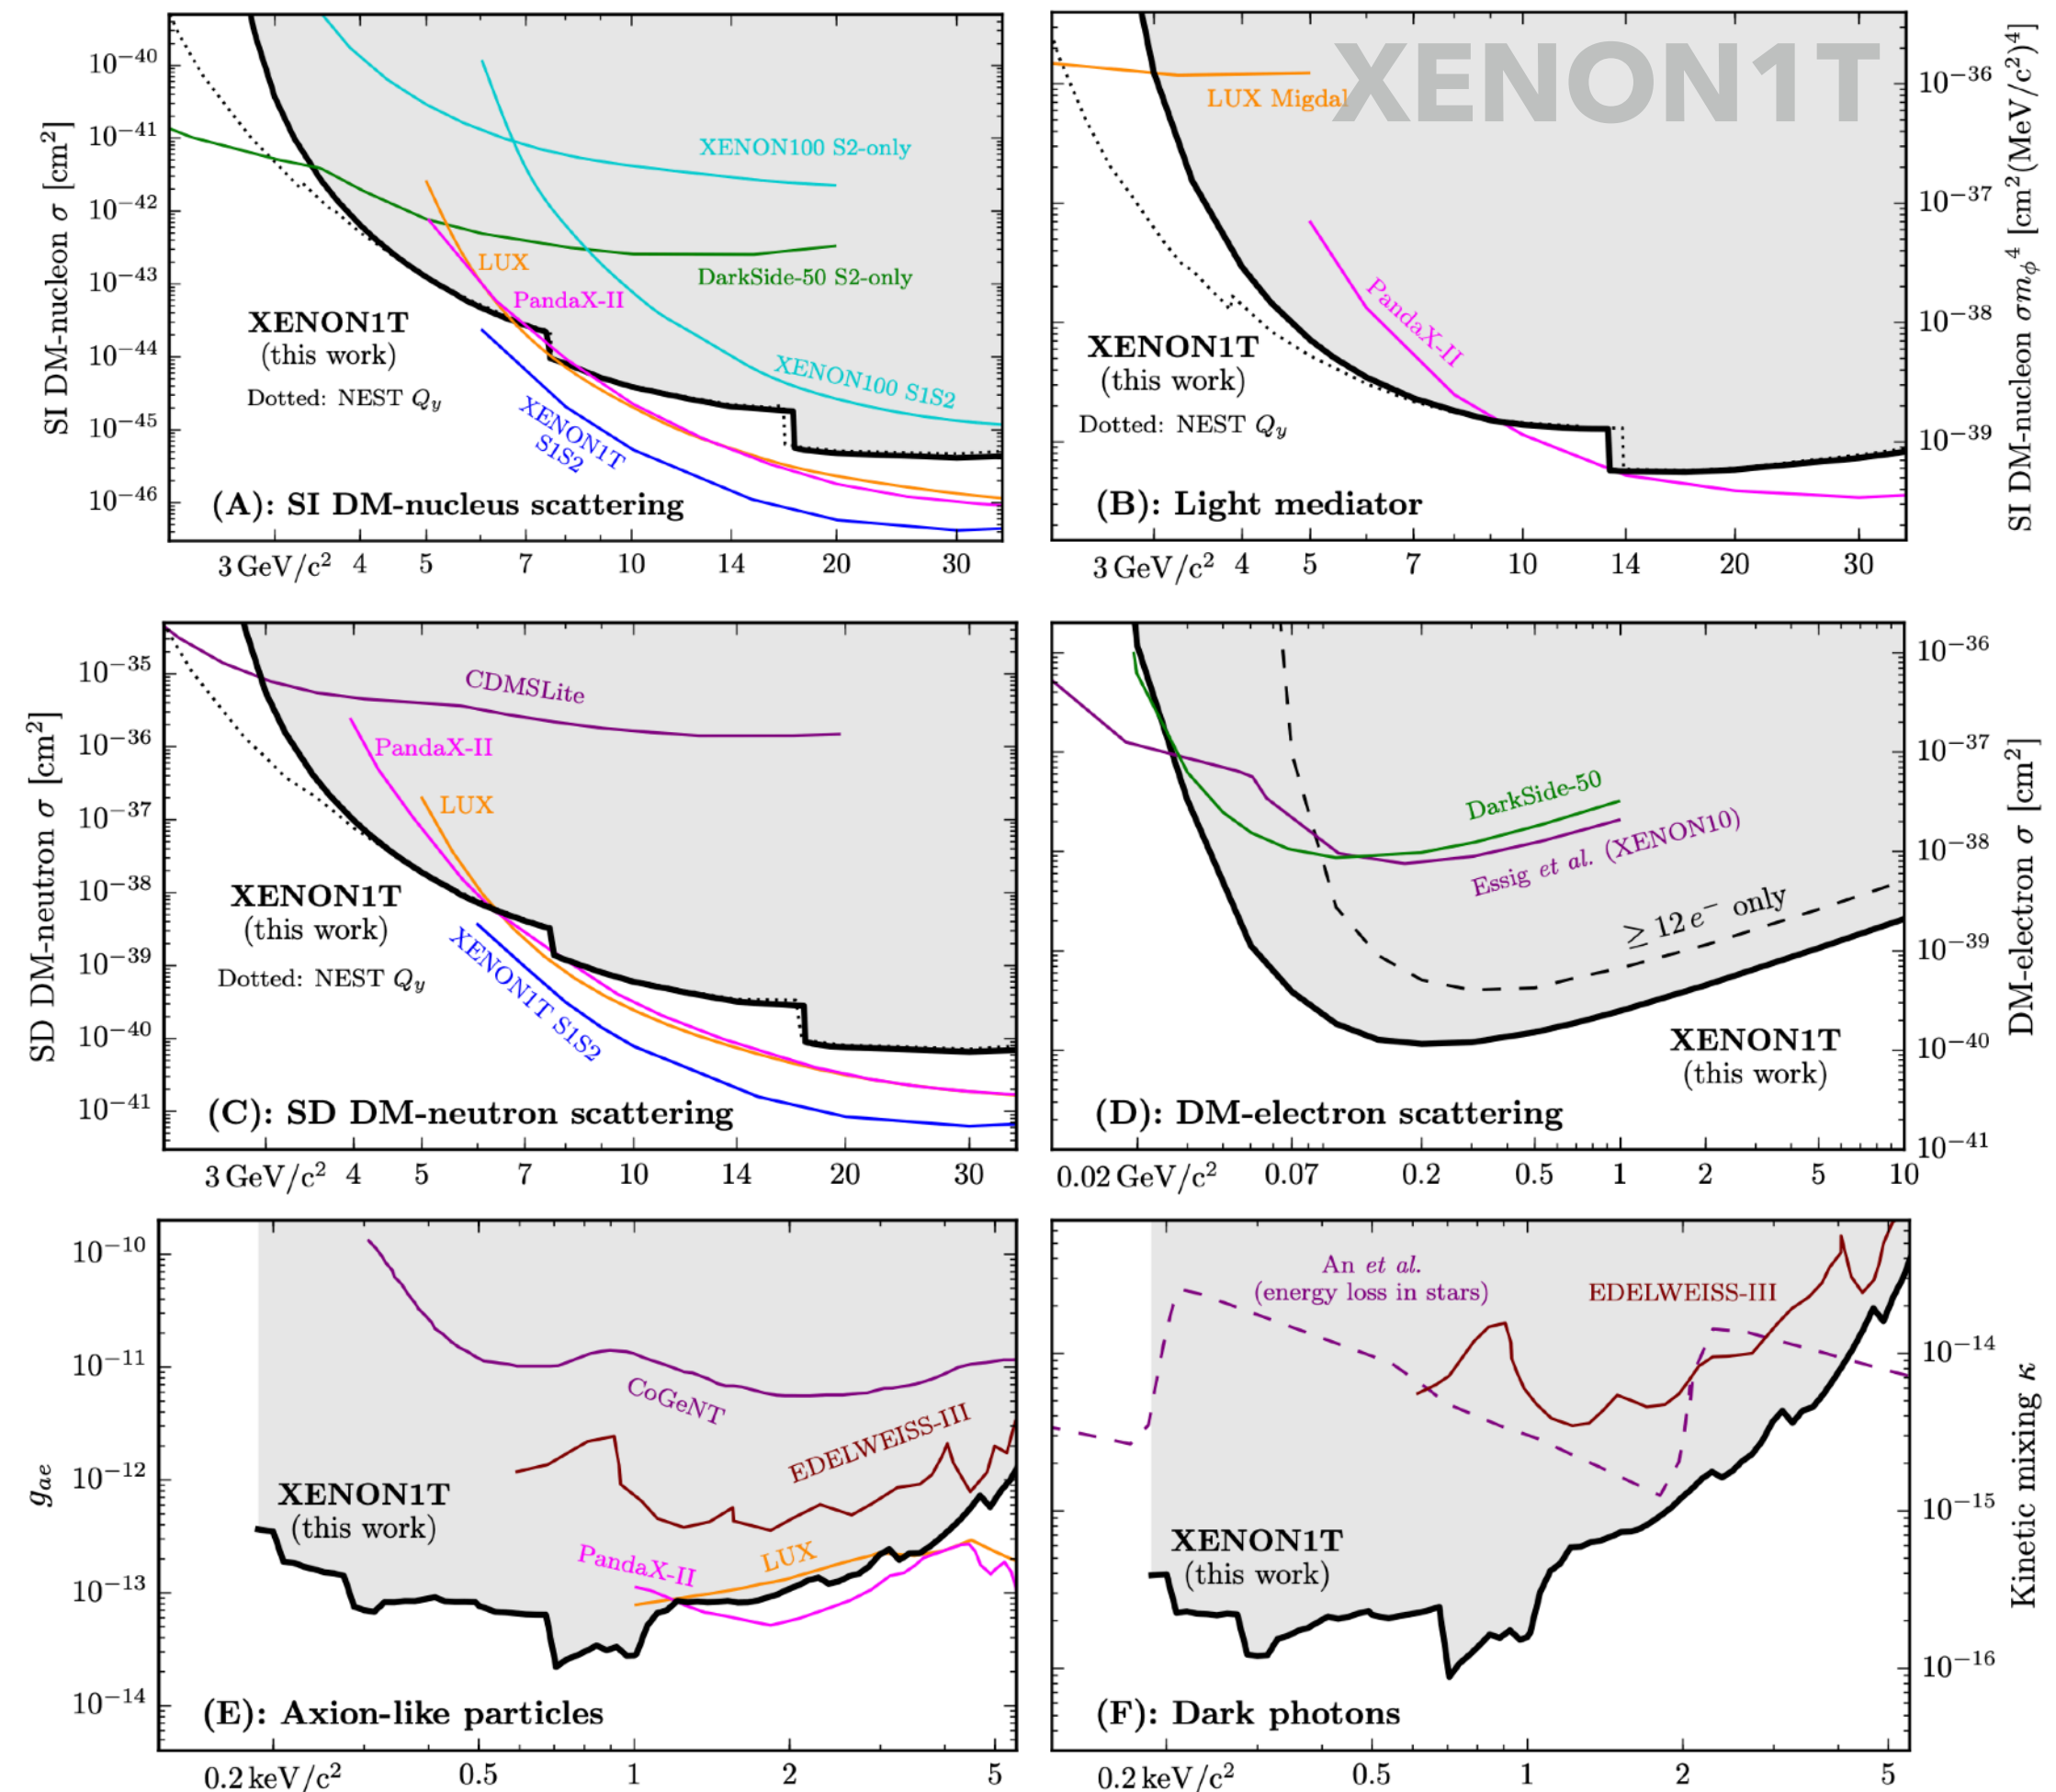 XENON1T
10⁻⁴⁰
10⁻⁴¹
10⁻⁴²
10⁻⁴³
10⁻⁴⁴
10⁻⁴⁵
10⁻⁴⁶
SI DM-nucleon σ [cm²]
XENON100 S2-only
LUX
DarkSide-50 S2-only
PandaX-II
XENON1T
(this work)
Dotted: NEST Q_y
XENON100 S1S2
XENON1T
S1S2
(A): SI DM-nucleus scattering
3 GeV/c² 4 5 7 10 14 20 30
LUX Migdal
PandaX-II
XENON1T
(this work)
Dotted: NEST Q_y
(B): Light mediator
3 GeV/c² 4 5 7 10 14 20 30
10⁻³⁶
10⁻³⁷
10⁻³⁸
10⁻³⁹
SI DM-nucleon σm_ϕ⁴ [cm²(MeV/c²)⁴]
10⁻³⁵
10⁻³⁶
10⁻³⁷
10⁻³⁸
10⁻³⁹
10⁻⁴⁰
10⁻⁴¹
SD DM-neutron σ [cm²]
CDMSLite
PandaX-II
LUX
XENON1T
(this work)
Dotted: NEST Q_y
XENON1T S1S2
(C): SD DM-neutron scattering
3 GeV/c² 4 5 7 10 14 20 30
DarkSide-50
Essig et al. (XENON10)
≥ 12 e⁻ only
XENON1T
(this work)
(D): DM-electron scattering
0.02 GeV/c² 0.07 0.2 0.5 1 2 5 10
10⁻³⁶
10⁻³⁷
10⁻³⁸
10⁻³⁹
10⁻⁴⁰
10⁻⁴¹
DM-electron σ [cm²]
10⁻¹⁰
10⁻¹¹
10⁻¹²
10⁻¹³
10⁻¹⁴
g_ae
CoGeNT
EDELWEISS-III
XENON1T
(this work)
PandaX-II
LUX
(E): Axion-like particles
0.2 keV/c² 0.5 1 2 5
An et al.
(energy loss in stars)
EDELWEISS-III
XENON1T
(this work)
(F): Dark photons
0.2 keV/c² 0.5 1 2 5
10⁻¹⁴
10⁻¹⁵
10⁻¹⁶
Kinetic mixing κ